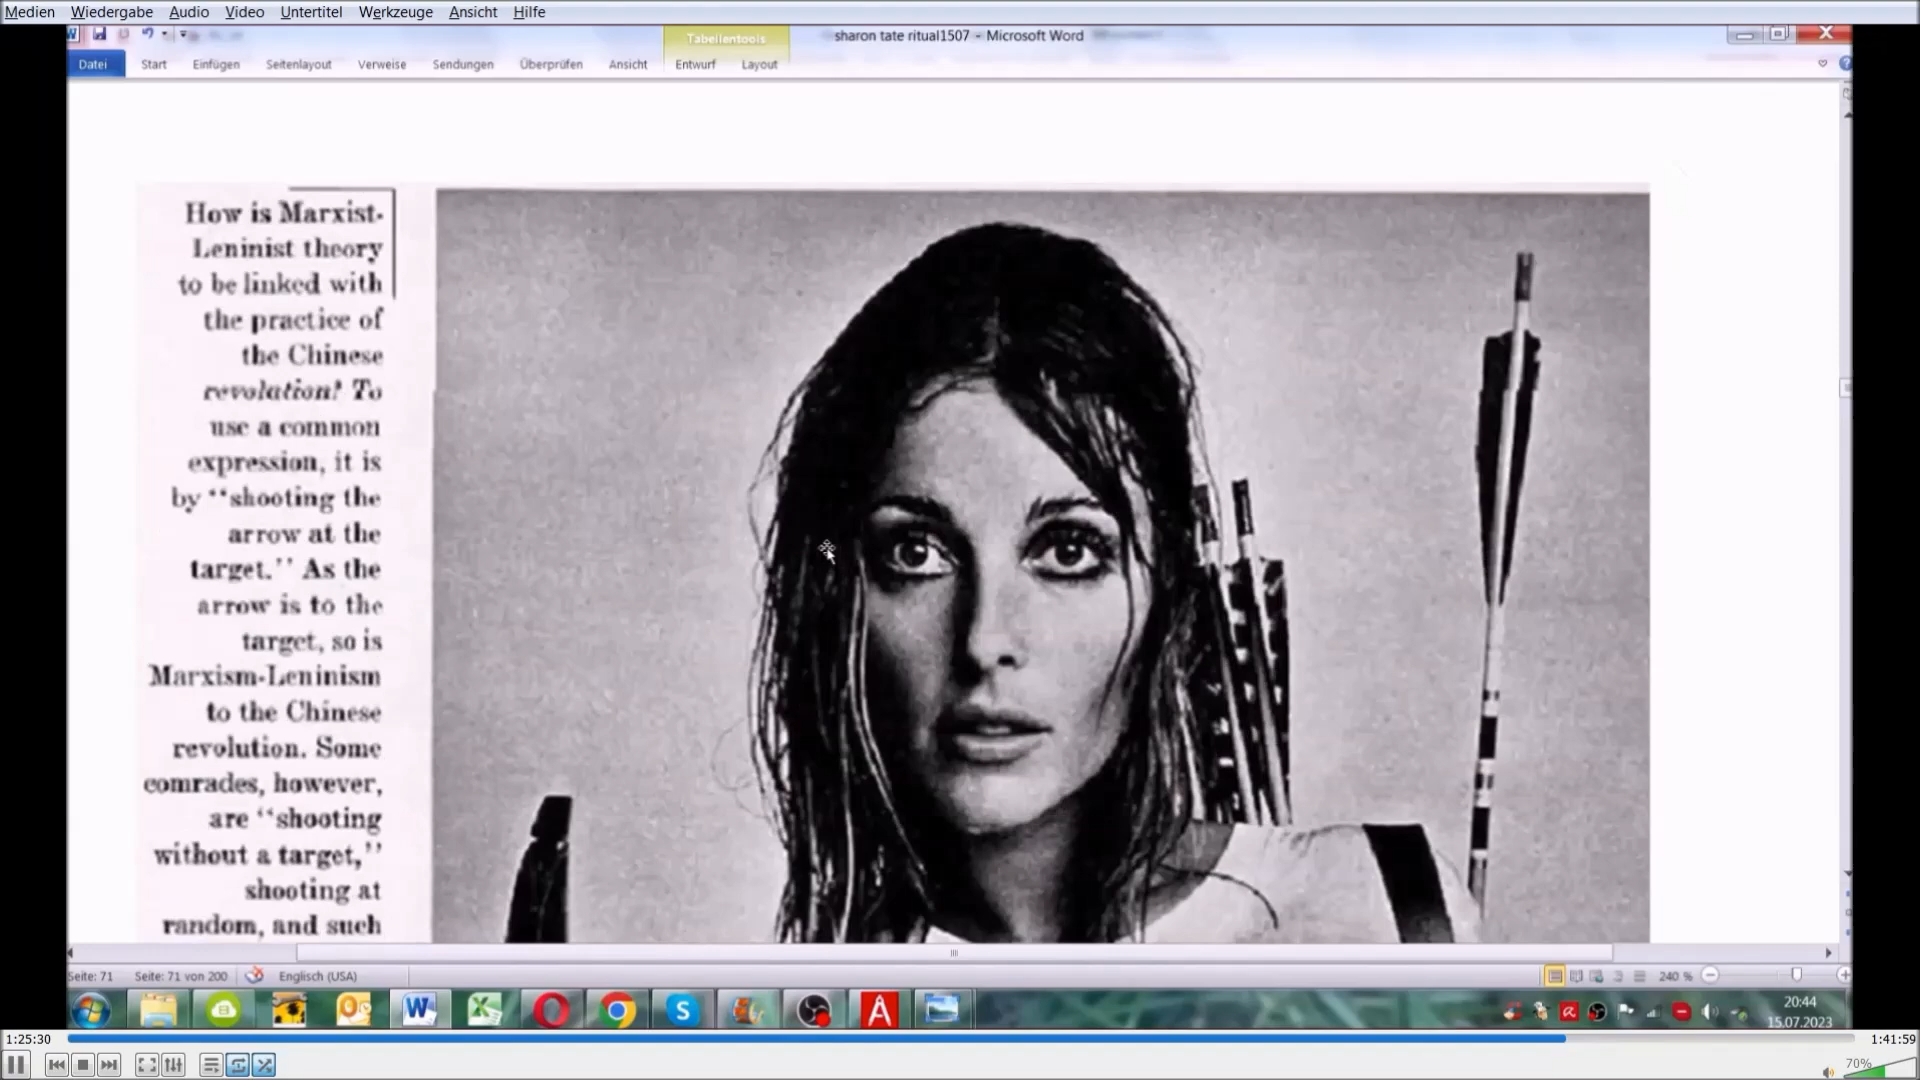 Medien Wiedergabe Audio Video Untertitel Werkzeuge Ansicht Hilfe
Tabellentools
sharon tate ritual1507 - Microsoft Word
Datei Start Einfügen Seitenlayout Verweise Sendungen Überprüfen Ansicht Entwurf Layout
How is Marxist-
Leninist theory
to be linked with
the practice of
the Chinese
revolation? To
use a common
expression, it is
by "shooting the
arrow at the
target." As the
arrow is to the
target, so is
Marxism-Leninism
to the Chinese
revolution. Some
comrades, however,
are "shooting
without a target,"
shooting at
random, and such
Seite: 71 Seite: 71 von 200 Englisch (USA) 240 %
20:44
15.07.2023
1:25:30 1:41:59
70%